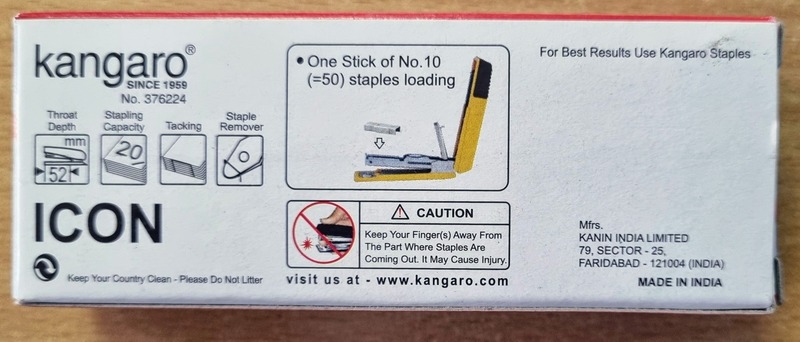 kangaro®
SINCE 1959
No. 376224
Throat Depth
Stapling Capacity
Tacking
Staple Remover
mm
52
20
ICON
Keep Your Country Clean - Please Do Not Litter
• One Stick of No.10
(=50) staples loading
CAUTION
Keep Your Finger(s) Away From
The Part Where Staples Are
Coming Out. It May Cause Injury.
visit us at - www.kangaro.com
For Best Results Use Kangaro Staples
Mfrs.
KANIN INDIA LIMITED
79, SECTOR - 25,
FARIDABAD - 121004 (INDIA)
MADE IN INDIA